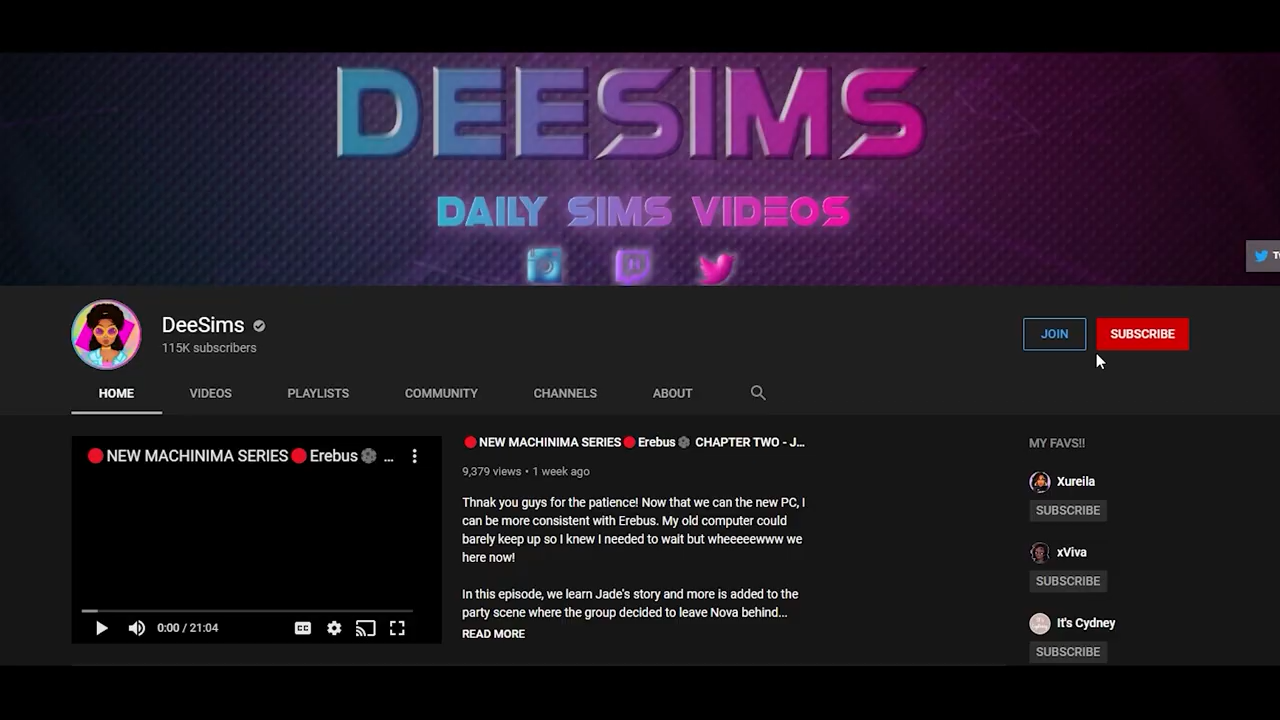 DEESIMS
DAILY SIMS VIDEOS
DeeSims
115K subscribers
JOIN
SUBSCRIBE
HOME
VIDEOS
PLAYLISTS
COMMUNITY
CHANNELS
ABOUT
🔴NEW MACHINIMA SERIES🔴Erebus ...
0:00 / 21:04
🔴NEW MACHINIMA SERIES🔴Erebus CHAPTER TWO - J...
9,379 views • 1 week ago
Thnak you guys for the patience! Now that we can the new PC, I
can be more consistent with Erebus. My old computer could
barely keep up so I knew I needed to wait but wheeeeewww we
here now!
In this episode, we learn Jade's story and more is added to the
party scene where the group decided to leave Nova behind...
READ MORE
MY FAVS!!
Xureila
SUBSCRIBE
xViva
SUBSCRIBE
It's Cydney
SUBSCRIBE